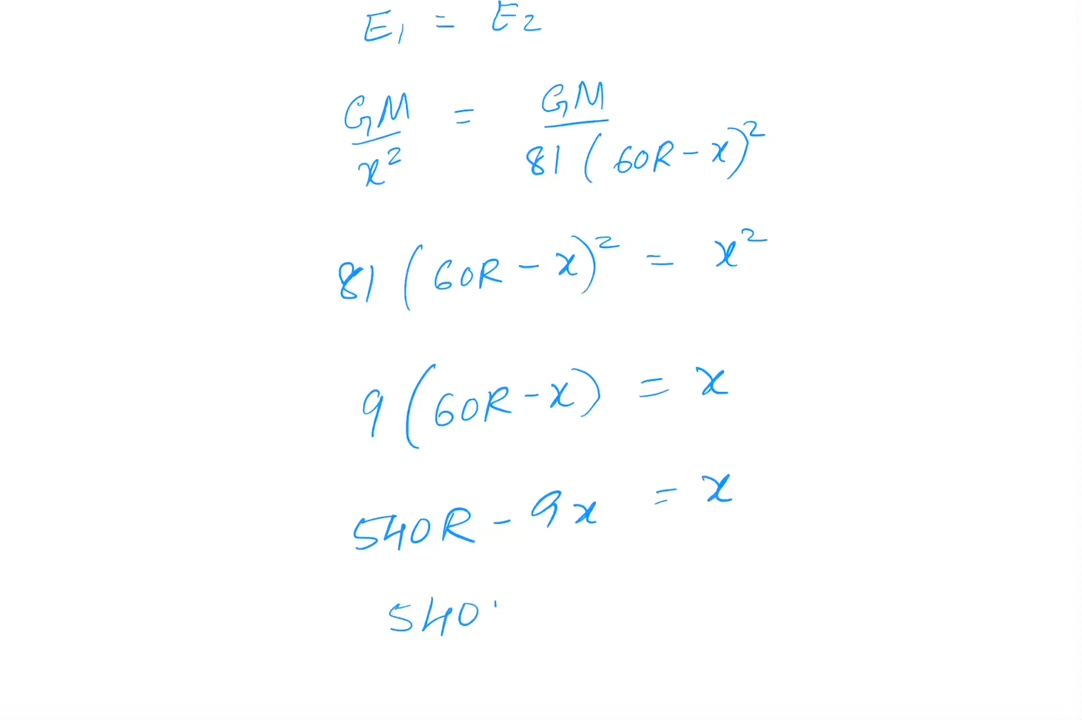 E₁ = E₂
GM/x² = GM/81(60R-x)²
81(60R-x)² = x²
9(60R-x) = x
540R-9x = x
540